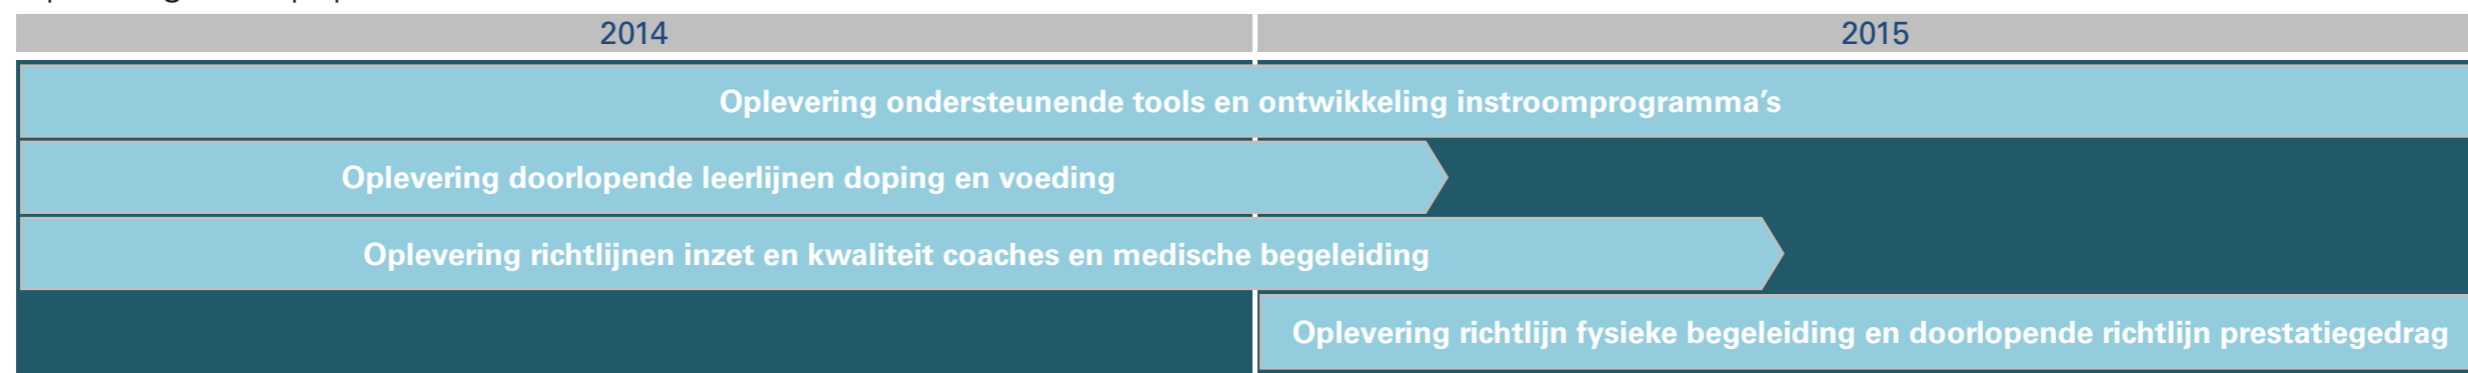 2014
2015
Oplevering ondersteunende tools en ontwikkeling instroomprogramma’s
Oplevering doorlopende leerlijnen doping en voeding
Oplevering richtlijnen inzet en kwaliteit coaches en medische begeleiding
Oplevering richtlijn fysieke begeleiding en doorlopende richtlijn prestatiegedrag